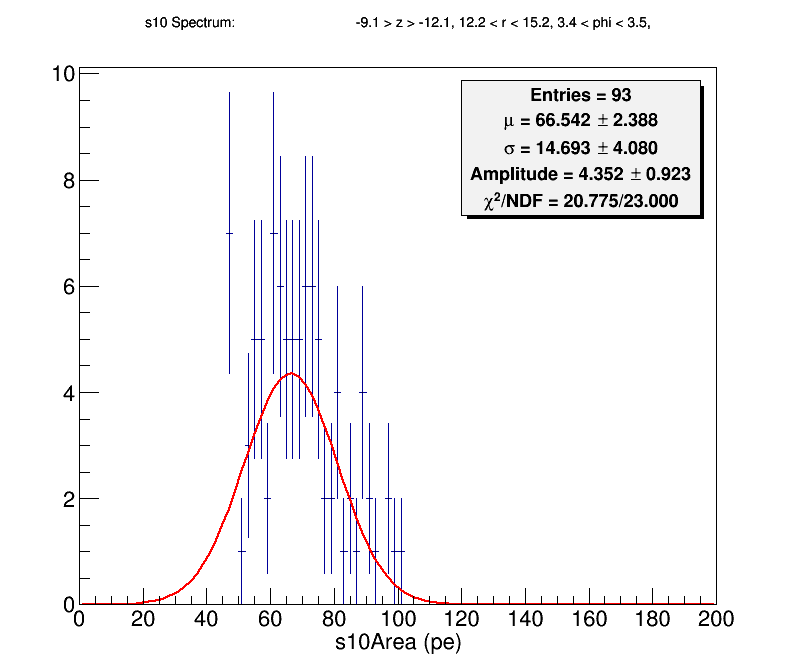 s10 Spectrum: -9.1 > z > -12.1, 12.2 < r < 15.2, 3.4 < phi < 3.5,
Entries = 93
μ = 66.542 ± 2.388
σ = 14.693 ± 4.080
Amplitude = 4.352 ± 0.923
χ²/NDF = 20.775/23.000
10
8
6
4
2
0
0 20 40 60 80 100 120 140 160 180 200
s10Area (pe)